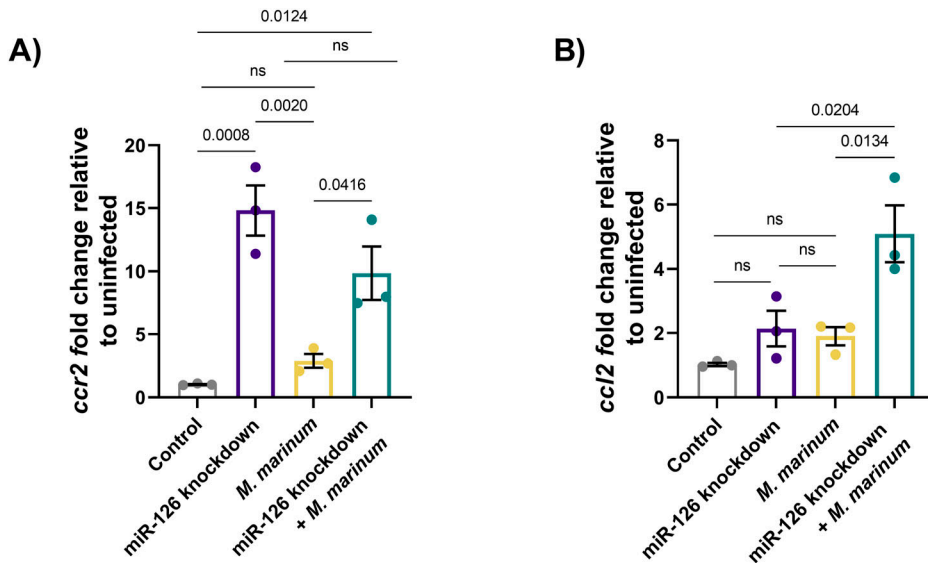 A)
0.0124
ns
ns
0.0020
0.0008
0.0416
20
15
10
5
0
ccr2 fold change relative
to uninfected
Control
miR-126 knockdown
M. marinum
miR-126 knockdown
+ M. marinum
B)
0.0204
0.0134
ns
ns
ns
8
6
4
2
0
ccl2 fold change relative
to uninfected
Control
miR-126 knockdown
M. marinum
miR-126 knockdown
+ M. marinum